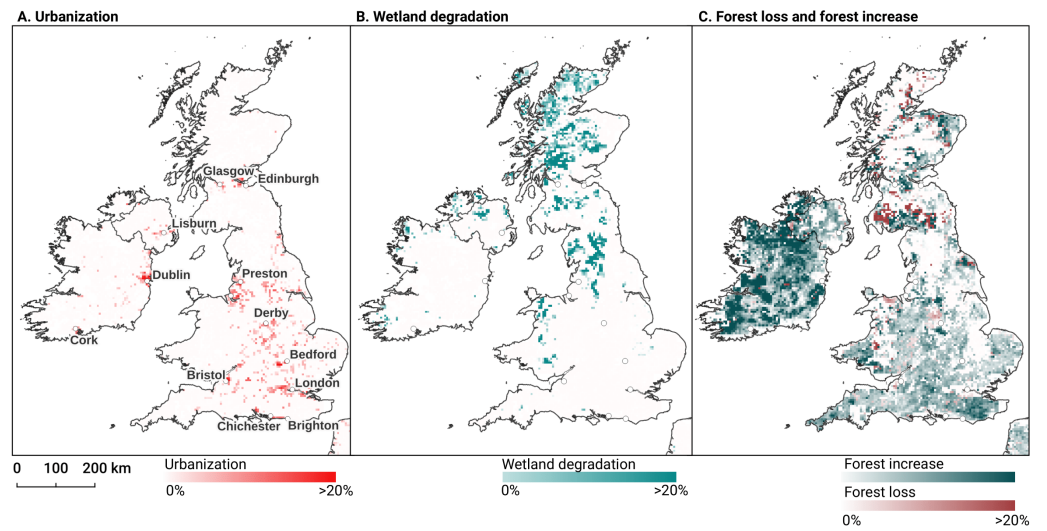 A. Urbanization
B. Wetland degradation
C. Forest loss and forest increase
Glasgow
Edinburgh
Lisburn
Dublin
Preston
Derby
Cork
Bedford
Bristol
London
Chichester
Brighton
0 100 200 km
Urbanization
0% >20%
Wetland degradation
0% >20%
Forest increase
Forest loss
0% >20%